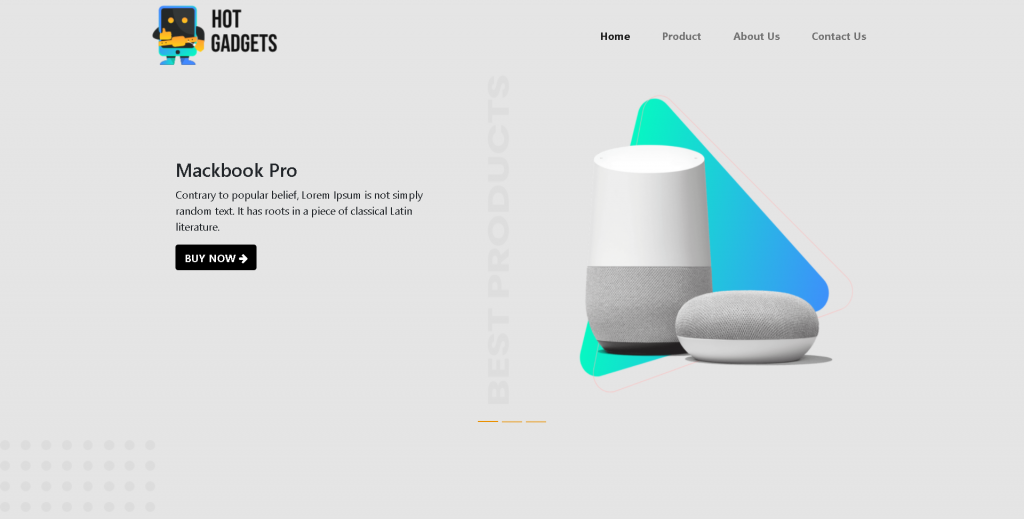 HOT
GADGETS
Home
Product
About Us
Contact Us
BEST PRODUCTS
Mackbook Pro
Contrary to popular belief, Lorem Ipsum is not simply
random text. It has roots in a piece of classical Latin
literature.
BUY NOW